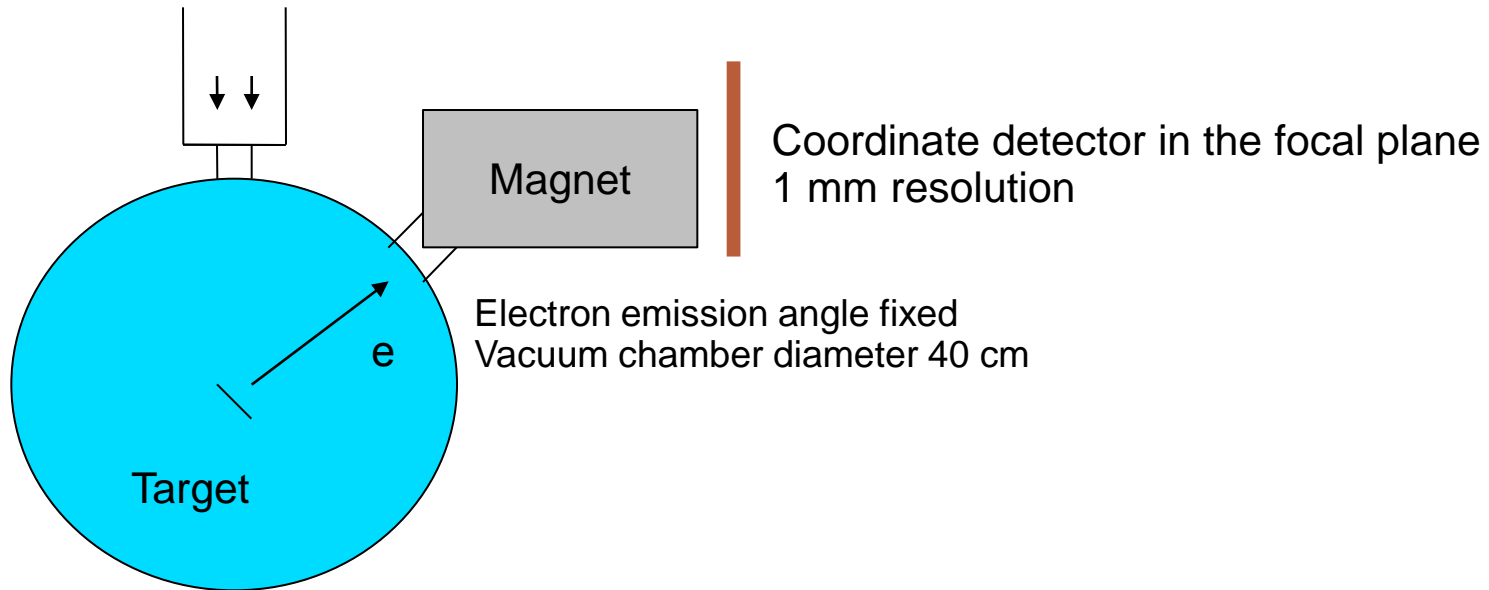 Magnet
Coordinate detector in the focal plane
1 mm resolution
Electron emission angle fixed
e
Vacuum chamber diameter 40 cm
Target